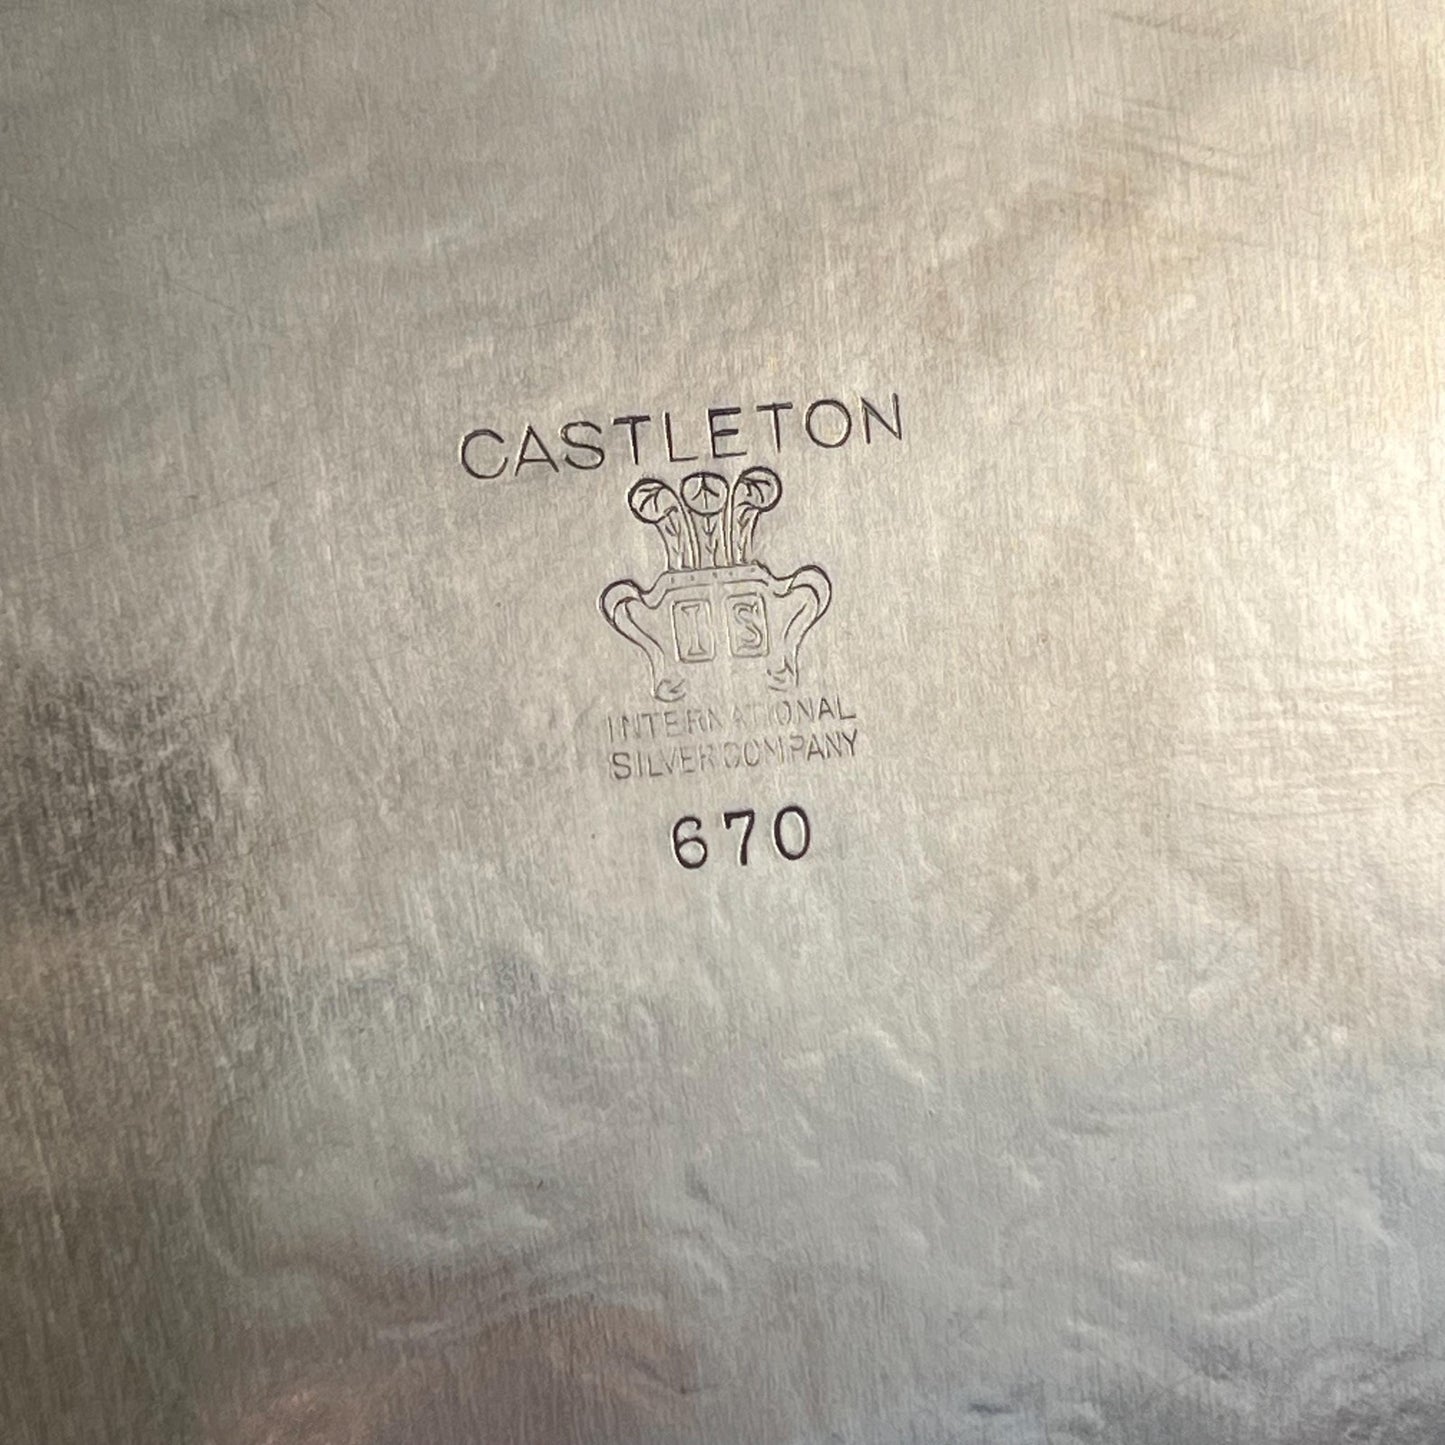 CASTLETON
I S
INTERNATIONAL
SILVER COMPANY
670